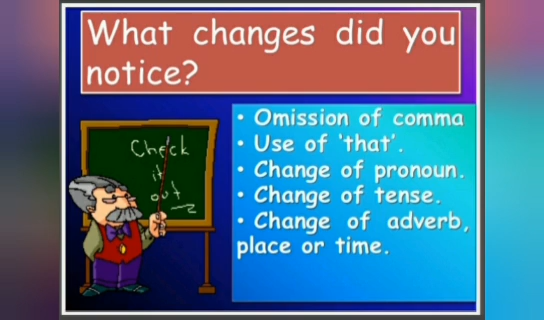 What changes did you
notice?
Check
it
out
• Omission of comma
• Use of 'that'.
• Change of pronoun.
• Change of tense.
• Change of adverb,
place or time.